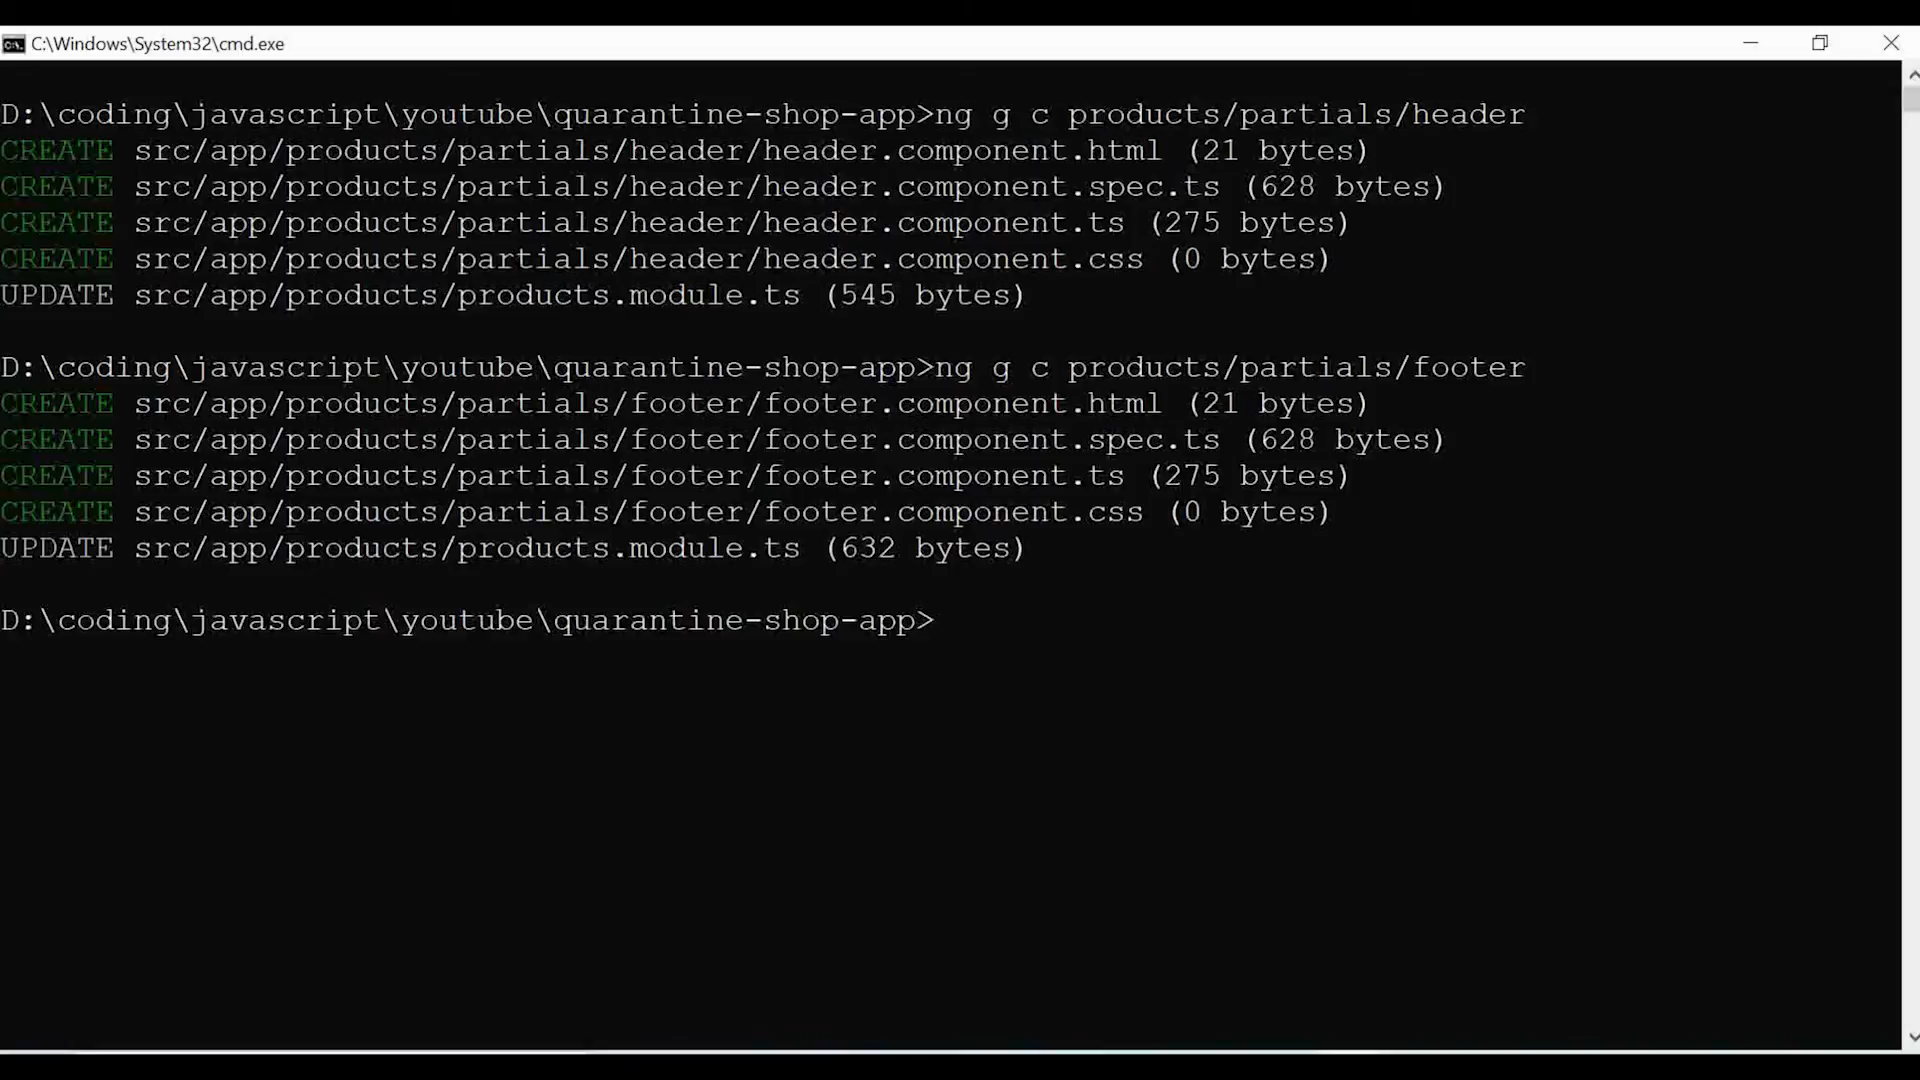 C:\Windows\System32\cmd.exe
D:\coding\javascript\youtube\quarantine-shop-app>ng g c products/partials/header
CREATE src/app/products/partials/header/header.component.html (21 bytes)
CREATE src/app/products/partials/header/header.component.spec.ts (628 bytes)
CREATE src/app/products/partials/header/header.component.ts (275 bytes)
CREATE src/app/products/partials/header/header.component.css (0 bytes)
UPDATE src/app/products/products.module.ts (545 bytes)
D:\coding\javascript\youtube\quarantine-shop-app>ng g c products/partials/footer
CREATE src/app/products/partials/footer/footer.component.html (21 bytes)
CREATE src/app/products/partials/footer/footer.component.spec.ts (628 bytes)
CREATE src/app/products/partials/footer/footer.component.ts (275 bytes)
CREATE src/app/products/partials/footer/footer.component.css (0 bytes)
UPDATE src/app/products/products.module.ts (632 bytes)
D:\coding\javascript\youtube\quarantine-shop-app>